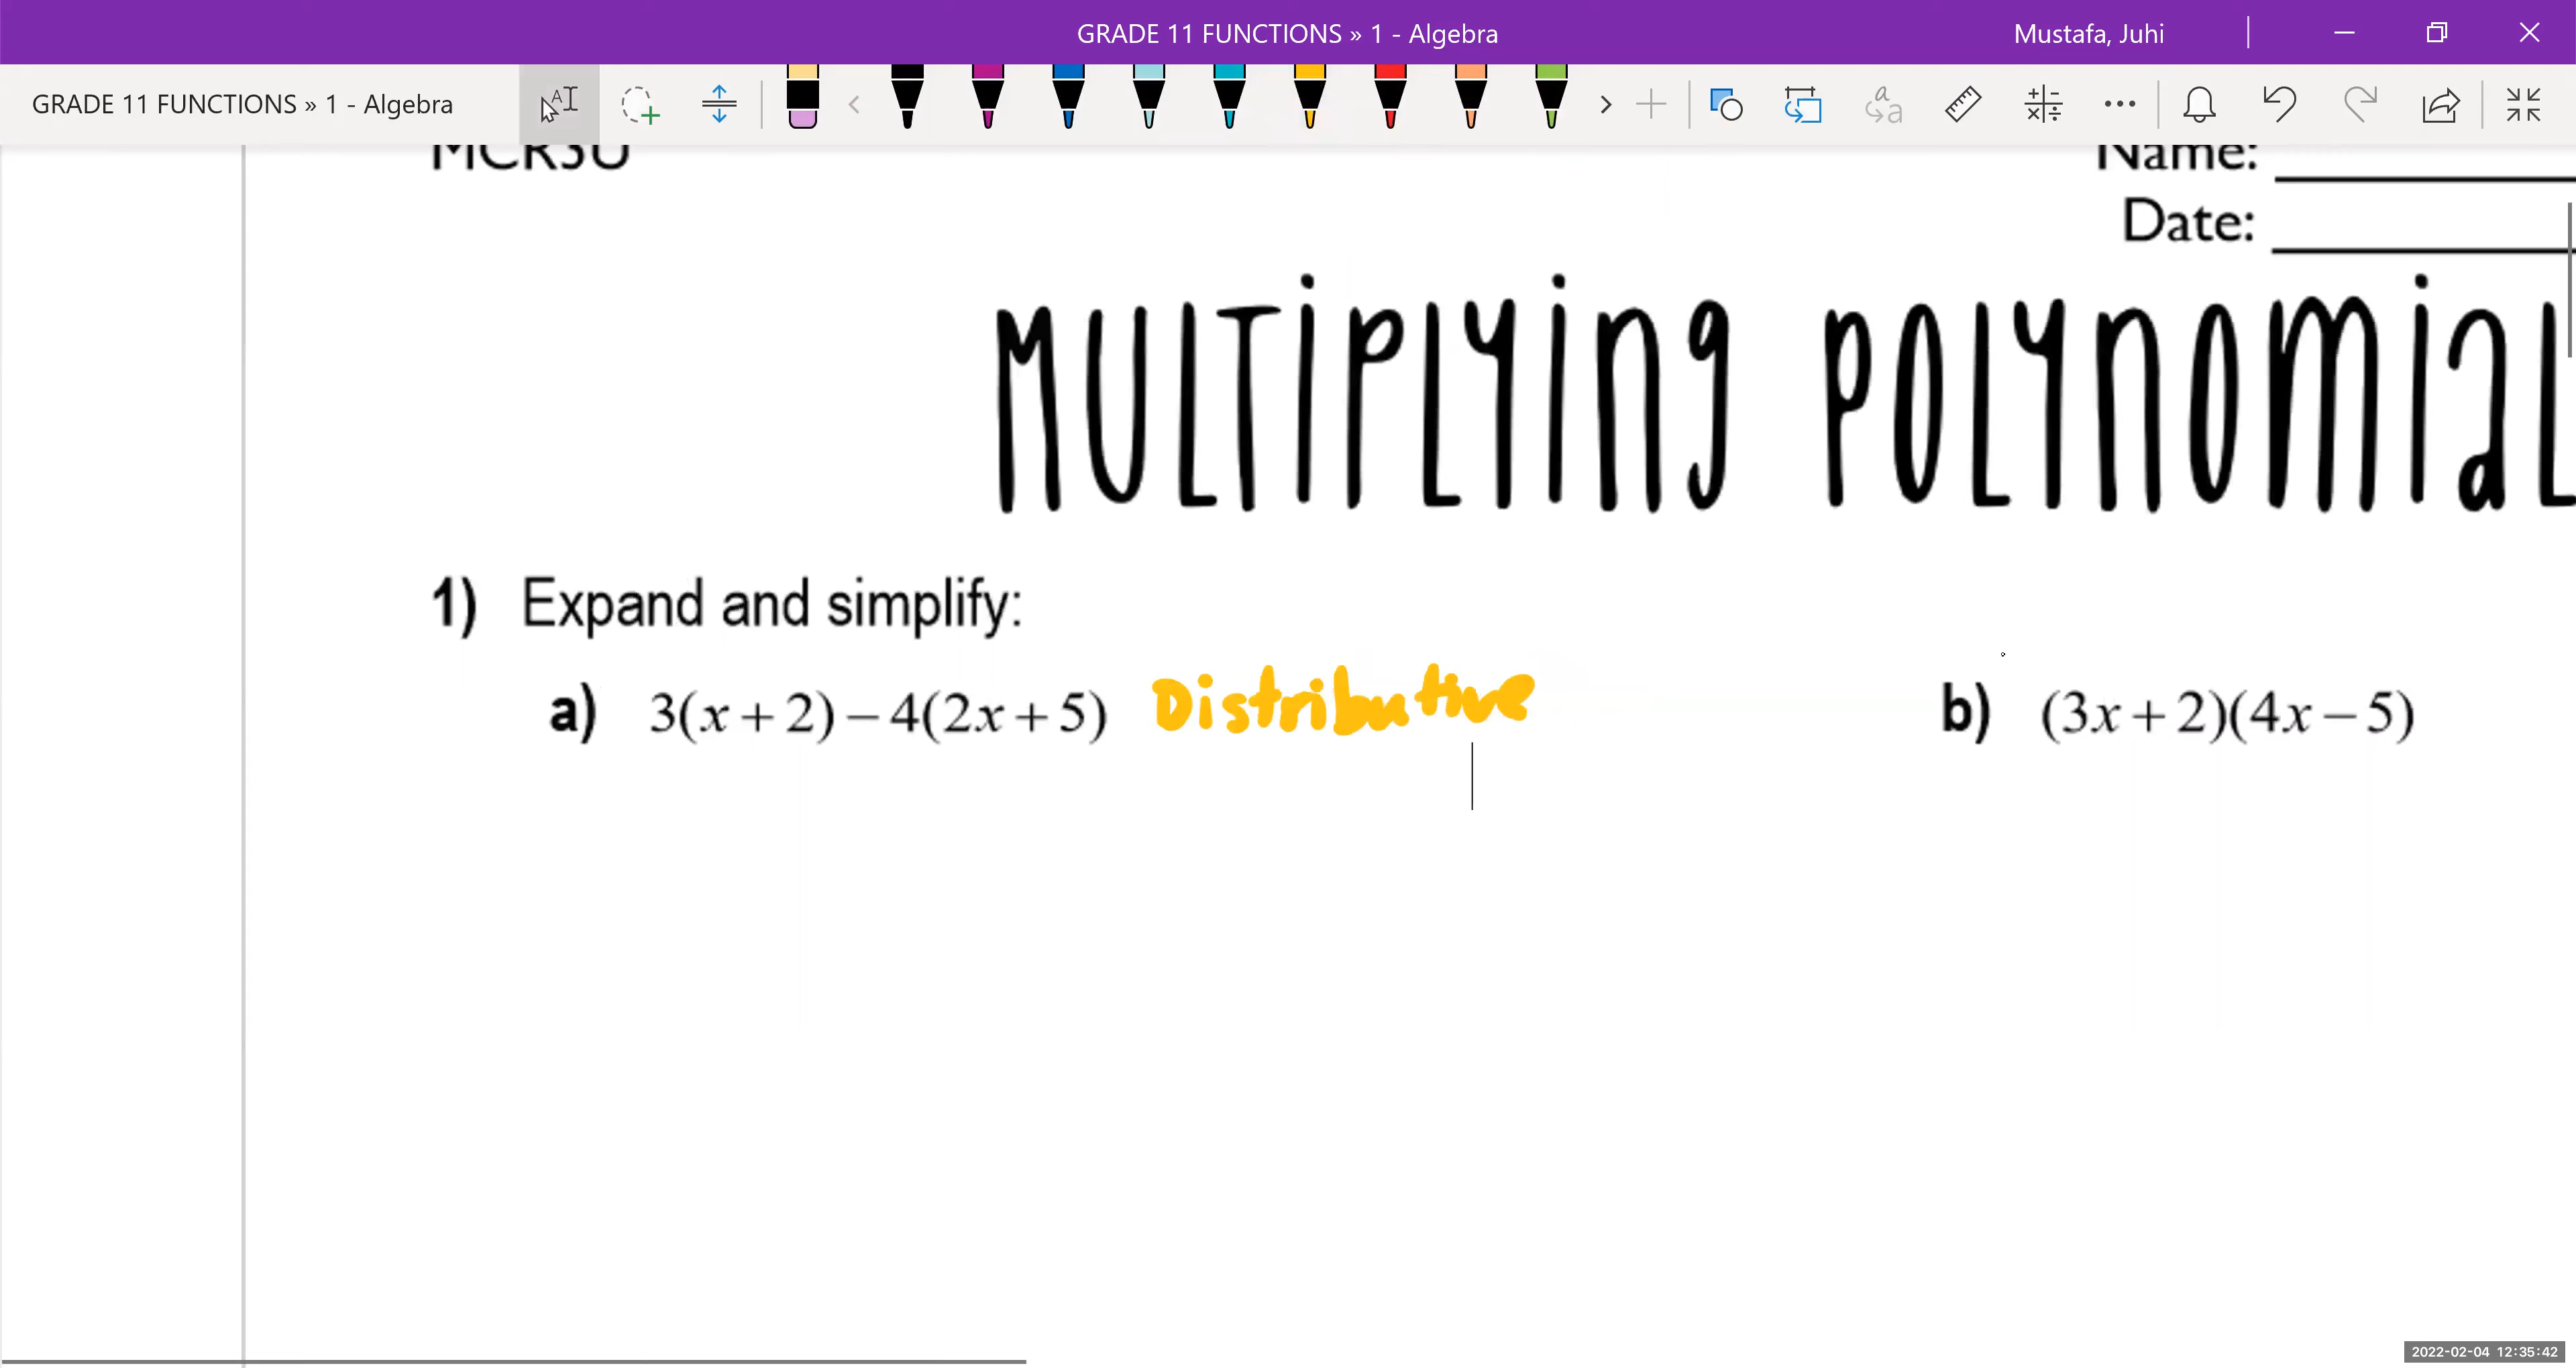 GRADE 11 FUNCTIONS » 1 - Algebra
Mustafa, Juhi
GRADE 11 FUNCTIONS » 1 - Algebra
MCR3U
Name:
Date:
MULTiPLYing POLYnOMiAL
1) Expand and simplify:
a) 3(x + 2) − 4(2x + 5) Distributive
b) (3x + 2)(4x − 5)
2022-02-04 12:35:42